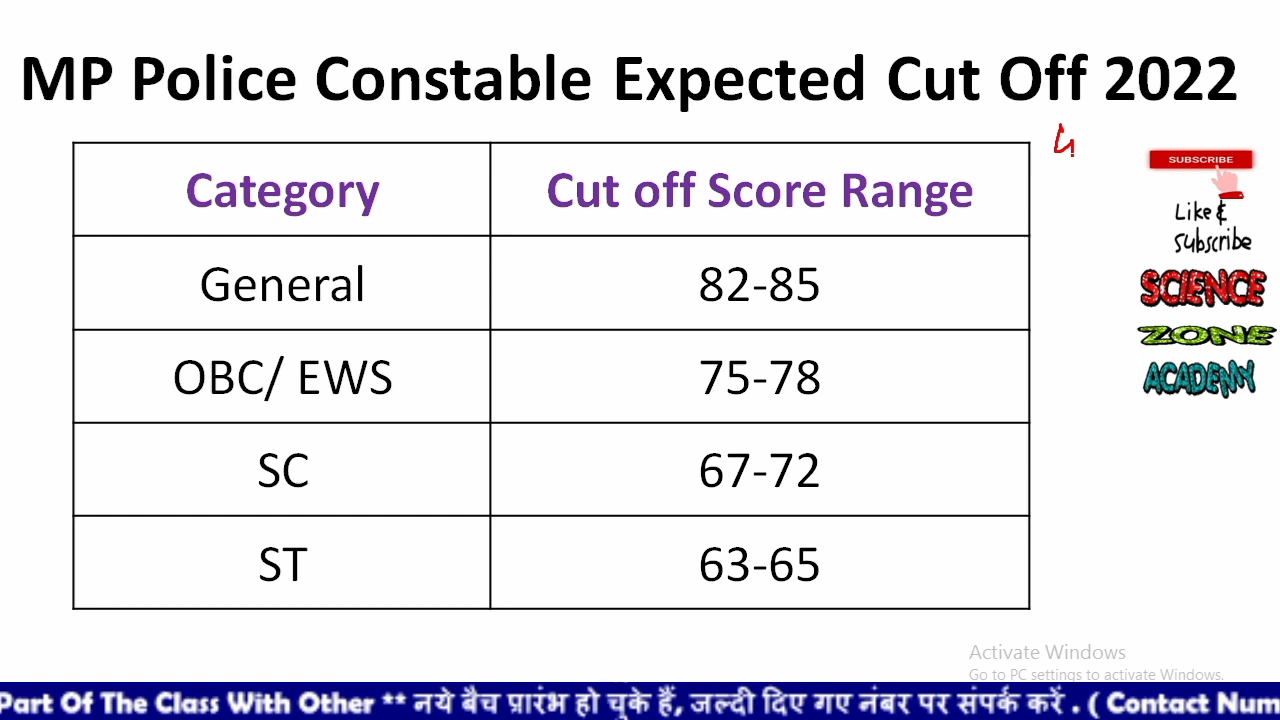 MP Police Constable Expected Cut Off 2022
Category Cut off Score Range
General 82-85
OBC/ EWS 75-78
SC 67-72
ST 63-65
SUBSCRIBE
Like &
Subscribe
SCIENCE
ZONE
ACADEMY
Activate Windows
Go to PC settings to activate Windows.
Part Of The Class With Other ** नये बैच प्रारंभ हो चुके हैं, जल्दी दिए गए नंबर पर संपर्क करें . ( Contact Num